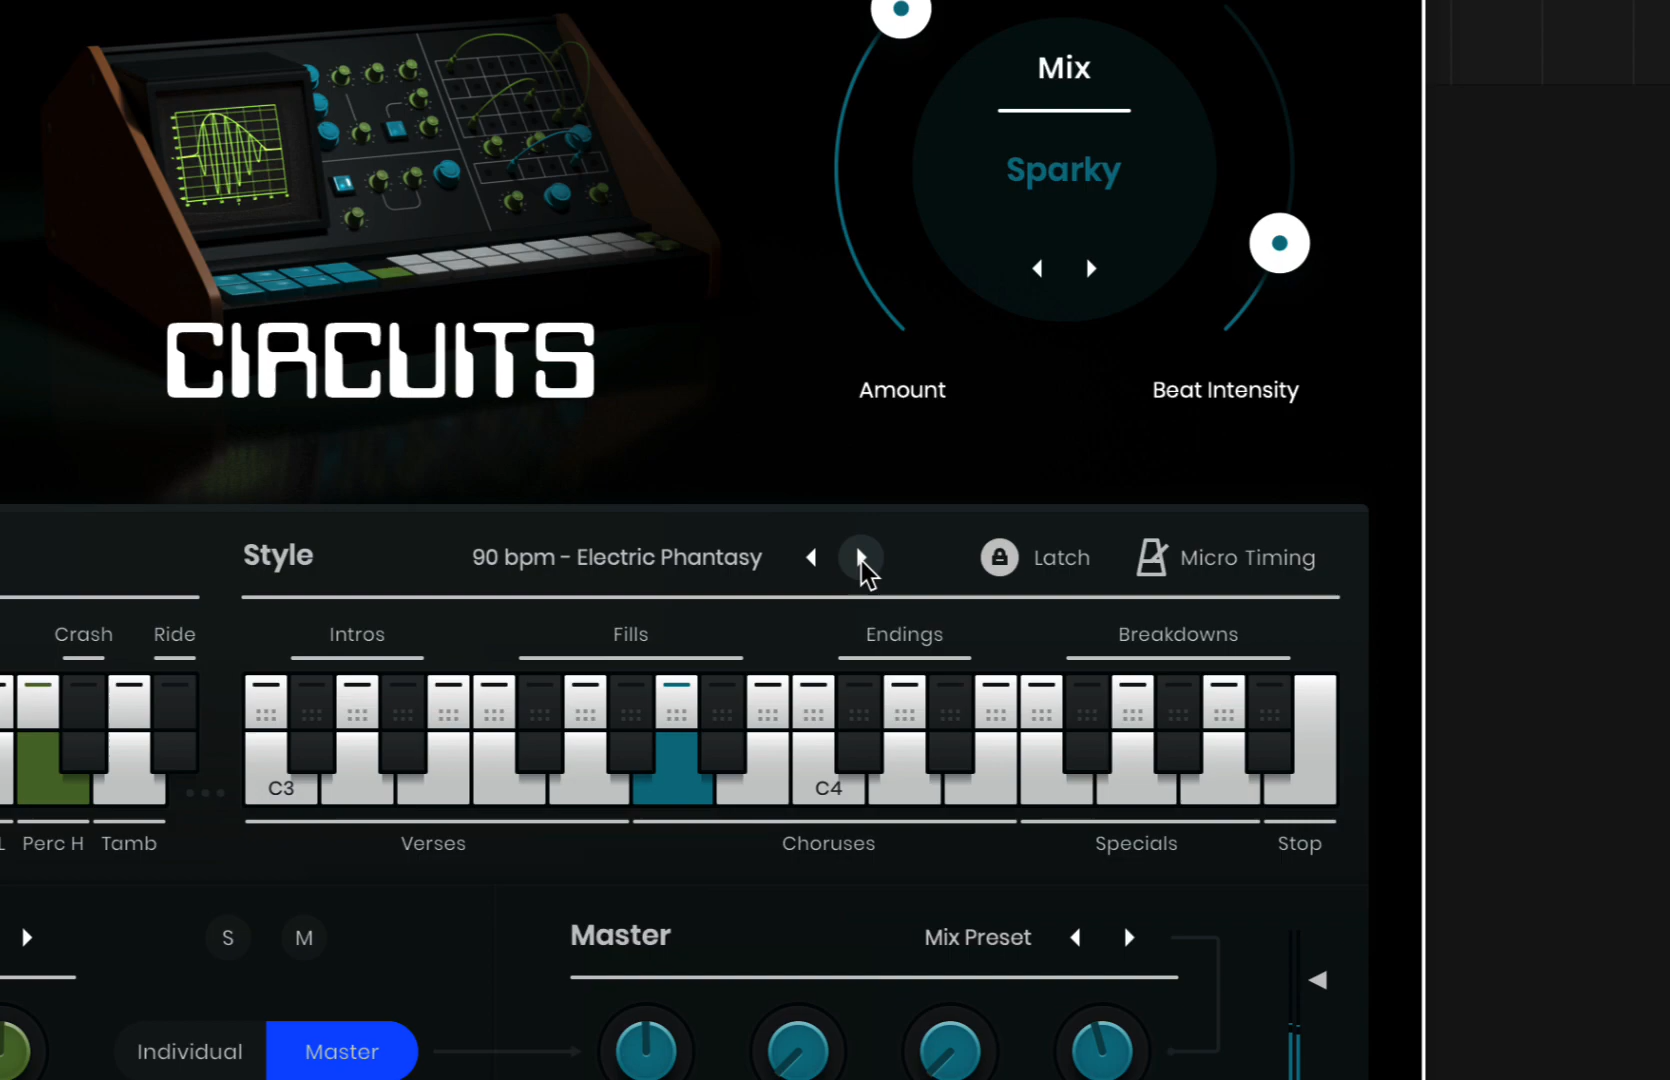 Mix
Sparky
CIRCUITS
Amount
Beat Intensity
Style
90 bpm - Electric Phantasy
Latch
Micro Timing
Crash
Ride
Intros
Fills
Endings
Breakdowns
C3
C4
Perc H
Tamb
Verses
Choruses
Specials
Stop
S
M
Master
Mix Preset
Individual
Master